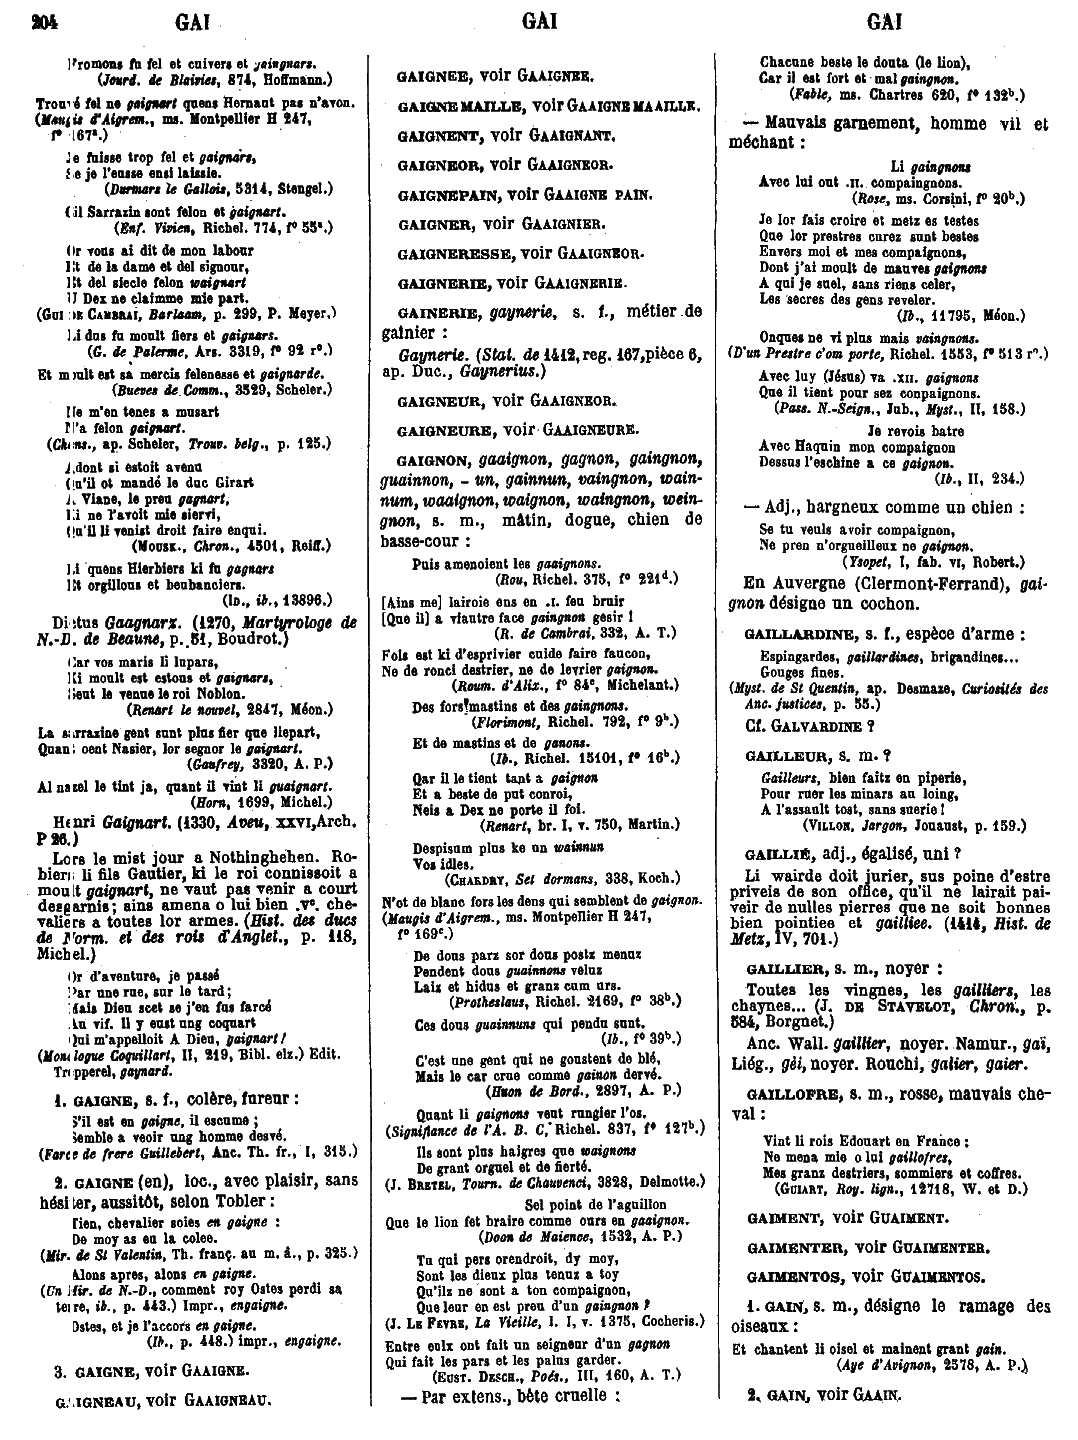 204 GAI GAI GAI
Promons fu fel et cuivers et gaingnars.
(Jourd. de Blaivies, 874, Hoffmann.)
Trouvé fel ne gaignart quens Hernaut pas n'avon.
(Maugis d'Aigrem., ms. Montpellier H 247,
f° 167ª.)
Je fuisse trop fel et gaignars,
Se je l'eusse ensi laissie.
(Durmars le Gallois, 5314, Stengel.)
Cil Sarrazin sont felon et gaignart.
(Enf. Vivien, Richel. 774, f° 55ª.)
Or vous ai dit de mon labour
Et de la dame et del signour,
Et del siecle felon waignart
U Dex ne claimme mie part.
(GUI DE CAMBRAI, Barlaam, p. 299, P. Meyer.)
Li dus fu moult fiers et gaignars.
(G. de Palerme, Ars. 3319, f° 92 r°.)
Et moult est sa mercis felenesse et gaignarde.
(Bueves de Comm., 3529, Scheler.)
Ne m'en tenes a musart
N'a felon gaignart.
(Chans., ap. Scheler, Trouv. belg., p. 125.)
Adont si estoit avenu
Qu'il ot mandé le duc Girart
A Viane, le preu gagnart,
Ki ne l'avoit mie siervi,
Qu'il li venist droit faire enqui.
(MOUSK., Chron., 4501, Reiff.)
Li quens Hierbiers ki fu gagnars
Et orgillous et beubanciers.
(ID., ib., 13896.)
Dictus Gaagnarz. (1270, Martyrologe de
N.-D. de Beaune, p. 51, Boudrot.)
Car vos maris li lupars,
Ki moult est estous et gaignars,
Seut le venue le roi Noblon.
(Renart le nouvel, 2847, Méon.)
La sarrazine gent sunt plus fier que liepart,
Quant oent Nasier, lor segnor le gaignart.
(Gaufrey, 3320, A. P.)
Al nasel le tint ja, quant il vint li guaignart.
(Horn, 1699, Michel.)
Henri Gaignart. (1330, Aveu, XXVI, Arch.
P 26.)
Lors le mist jour a Nothinghehen. Ro-
biers li fils Gautier, ki le roi connissoit a
moult gaignart, ne vaut pas venir a court
desgarnis; ains amena o lui bien .v°. che-
valiers a toutes lor armes. (Hist. des ducs
de Norm. et des rois d'Anglet., p. 118,
Michel.)
Or d'aventure, je passé
Par une rue, sur le tard;
Mais Dieu scet se j'en fus farcé
Au vif. Il y eust ung coquart
Qui m'appelloit A Dieu, gaignart!
(Monologue Coquillart, II, 219, Bibl. elz.) Edit.
Trepperel, gaynard.
1. GAIGNE, s. f., colère, fureur :
S'il est en gaigne, il escume ;
Semble a veoir ung homme desvé.
(Farce de frere Guillebert, Anc. Th. fr., I, 315.)
2. GAIGNE (en), loc., avec plaisir, sans
hésiter, aussitôt, selon Tobler :
Tien, chevalier soies en gaigne :
De moy as eu la colee.
(Mir. de St Valentin, Th. franç. au m. â., p. 325.)
Alons apres, alons en gaigne.
(Un Mir. de N.-D., comment roy Ostes perdi sa
terre, ib., p. 443.) Impr., engaigne.
Ostes, et je l'accors en gaigne.
(Ib., p. 448.) impr., engaigne.
3. GAIGNE, voir GAAIGNE.
GAIGNEAU, voir GAAIGNEAU.
GAIGNEE, voir GAAIGNEE.
GAIGNEMAILLE, voir GAAIGNEMAAILLE.
GAIGNENT, voir GAAIGNANT.
GAIGNEOR, voir GAAIGNEOR.
GAIGNEPAIN, voir GAAIGNE PAIN.
GAIGNER, voir GAAIGNIER.
GAIGNERESSE, voir GAAIGNEOR.
GAIGNERIE, voir GAAIGNERIE.
GAINERIE, gaynerie, s. f., métier de
gainier :
Gaynerie. (Stat. de 1412, reg. 167, pièce 6,
ap. Duc., Gaynerius.)
GAIGNEUR, voir GAAIGNEOR.
GAIGNEURE, voir GAAIGNEURE.
GAIGNON, gaaignon, gagnon, gaingnon,
guainnon, - un, gainnun, vaingnon, wain-
num, waaignon, waignon, waingnon, wein-
gnon, s. m., mâtin, dogue, chien de
basse-cour :
Puis amenoient les gaaignons.
(Rou, Richel. 375, f° 221ᵈ.)
[Ains me] lairoie ens en .I. feu bruir
[Que il] a viautre face gaingnon gesir !
(R. de Cambrai, 332, A. T.)
Fols est ki d'esprivier cuide faire faucon,
Ne de ronci destrier, ne de levrier gaignon.
(Roum. d'Alix., f° 84ᶜ, Michelant.)
Des fors mastins et des gaingnons.
(Florimont, Richel. 792, f° 9ᵇ.)
Et de mastins et de ganons.
(Ib., Richel. 15101, f° 16ᵇ.)
Qar il le tient tant a gaignon
Et a beste de put conroi,
Neis a Dex ne porte il foi.
(Renart, br. I, v. 750, Martin.)
Despisum plus ke un wainnun
Vos idles.
(CHARDRY, Set dormans, 338, Koch.)
N'ot de blanc fors les dens qui semblent de gaignon.
(Maugis d'Aigrem., ms. Montpellier H 247,
f° 169ᶜ.)
De dous parz sor dous postz menuz
Pendent dous guainnons veluz
Laiz et hidus et granz cum urs.
(Protheslaus, Richel. 2169, f° 38ᵇ.)
Ces dous guainnuns qui pendu sunt.
(Ib., f° 39ᵇ.)
C'est une gent qui ne goustent de blé,
Mais le car crue comme gainon dervé.
(Huon de Bord., 2897, A. P.)
Quant li gaignons veut rungier l'os.
(Signifiance de l'A. B. C, Richel. 837, f° 127ᵇ.)
Ils sont plus haigres que waignons
De grant orguel et de fierté.
(J. BRETEL, Tourn. de Chauvenci, 3828, Delmotte.)
Sel point de l'aguillon
Que le lion fet braire comme ours en gaaignon.
(Doon de Maience, 1532, A. P.)
Tu qui pers orendroit, dy moy,
Sont les dieux plus tenuz a toy
Qu'ilz ne sont a ton compaignon,
Que leur en est preu d'un gaingnon ?
(J. LE FEVRE, La Vieille, l. I, v. 1375, Cocheris.)
Entre eulx ont fait un seigneur d'un gagnon
Qui fait les pars et les palus garder.
(EUST. DESCH., Poés., III, 160, A. T.)
— Par extens., bête cruelle :
Chacune beste le douta (le lion),
Car il est fort et mal gaingnon.
(Fable, ms. Chartres 620, f° 132ᵇ.)
— Mauvais garnement, homme vil et
méchant :
Li gaingnons
Avec lui ont .II. compaingnons.
(Rose, ms. Corsini, f° 20ᵇ.)
Je lor fais croire et metz es testes
Que lor prestres curez sunt bestes
Envers moi et mes compaignons,
Dont j'ai moult de mauves gaignons
A qui je suel, sans riens celer,
Les secres des gens reveler.
(Ib., 11795, Méon.)
Onques ne vi plus mais vaingnons.
(D'un Prestre c'om porte, Richel. 1553, f° 513 r°.)
Avec luy (Jésus) va .XII. gaignons
Que il tient pour sez conpaignons.
(Pass. N.-Seign., Jub., Myst., II, 158.)
Je revois batre
Avec Haquin mon compaignon
Dessus l'eschine a ce gaignon.
(Ib., II, 234.)
— Adj., hargneux comme un chien :
Se tu veuls avoir compaignon,
Ne pren n'orgueilleux ne gaignon.
(Ysopet, I, fab. VI, Robert.)
En Auvergne (Clermont-Ferrand), gai-
gnon désigne un cochon.
GAILLARDINE, s. f., espèce d'arme :
Espingardes, gaillardines, brigandines...
Gouges fines.
(Myst. de St Quentin, ap. Desmaze, Curiosités des
Anc. justices, p. 55.)
Cf. GALVARDINE ?
GAILLEUR, s. m. ?
Gailleurs, bien faitz en piperie,
Pour ruer les ninars au loing,
A l'assault tost, sans suerie !
(VILLON, Jargon, Jouaust, p. 159.)
GAILLIÉ, adj., égalisé, uni ?
Li wairde doit jurier, sus poine d'estre
priveis de son office, qu'il ne lairait pai-
veir de nulles pierres que ne soit bonnes
bien pointiee et gailliee. (1414, Hist. de
Metz, IV, 701.)
GAILLIER, s. m., noyer :
Toutes les vingnes, les gailliers, les
chaynes... (J. DE STAVELOT, Chron., p.
584, Borgnet.)
Anc. Wall. gaillier, noyer. Namur., gaï,
Liég., gèi, noyer. Rouchi, galier, gaier.
GAILLOFRE, s. m., rosse, mauvais che-
val :
Vint li rois Edouart en France ;
Ne mena mie o lui gaillofres,
Mes granz destriers, sommiers et coffres.
(GUIART, Roy. lign., 12718, W. et D.)
GAIMENT, voir GUAIMENT.
GAIMENTER, voir GUAIMENTER.
GAIMENTOS, voir GUAIMENTOS.
1. GAIN, s. m., désigne le ramage des
oiseaux :
Et chantent li oisel et mainent grant gain.
(Aye d'Avignon, 2578, A. P.)
2. GAIN, voir GAAIN.